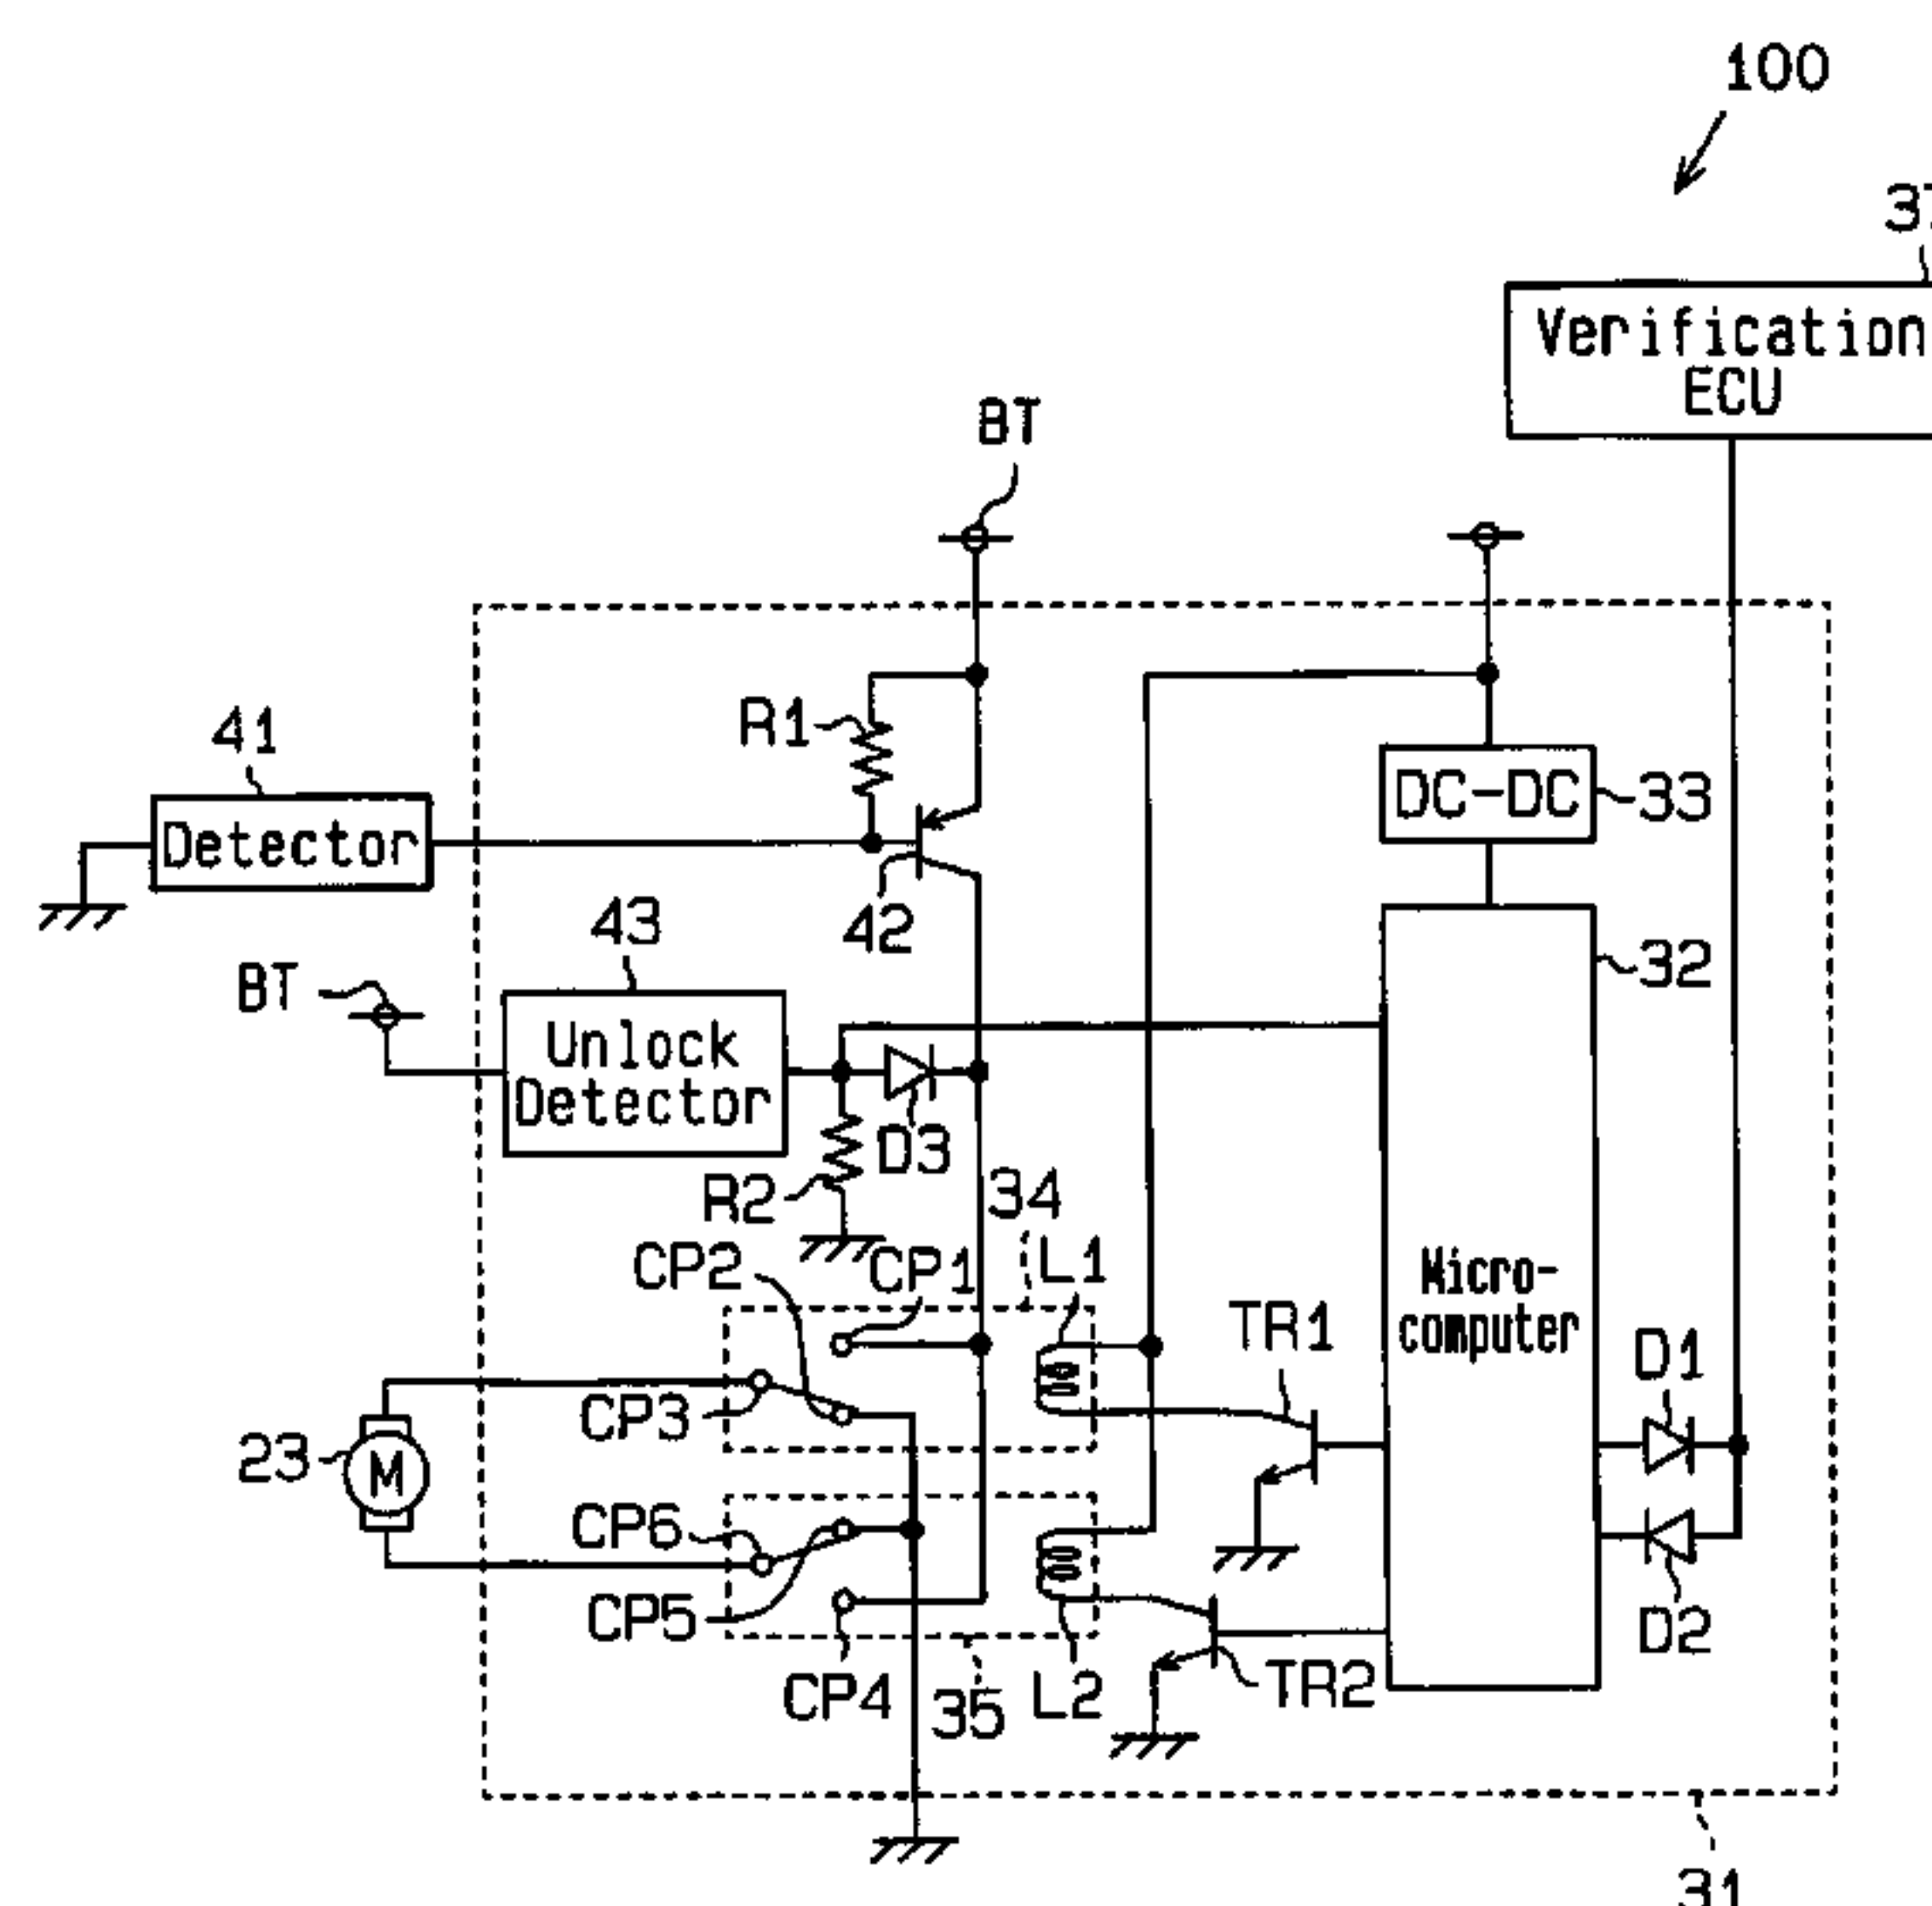 100
Verification
ECU
BT
R1
41
Detector
DC-DC
33
42
43
BT
32
Unlock
Detector
D3
R2
34
CP2
CP1
L1
TR1
Micro-
computer
D1
CP3
23
M
CP6
CP5
D2
CP4
35
L2
TR2
31